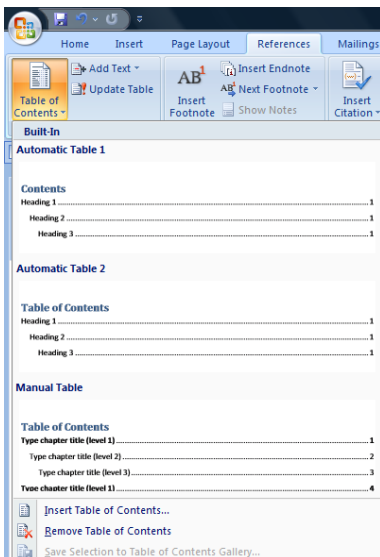 Home Insert Page Layout References Mailings
Table of Contents
Add Text
Update Table
AB1 Insert Footnote
Insert Endnote
AB1 Next Footnote
Show Notes
Insert Citation
Built-In
Automatic Table 1
Contents
Heading 1 ... 1
Heading 2 ... 1
Heading 3 ... 1
Automatic Table 2
Table of Contents
Heading 1 ... 1
Heading 2 ... 1
Heading 3 ... 1
Manual Table
Table of Contents
Type chapter title (level 1) ... 1
Type chapter title (level 2) ... 2
Type chapter title (level 3) ... 3
Type chapter title (level 1) ... 4
Insert Table of Contents...
Remove Table of Contents
Save Selection to Table of Contents Gallery...